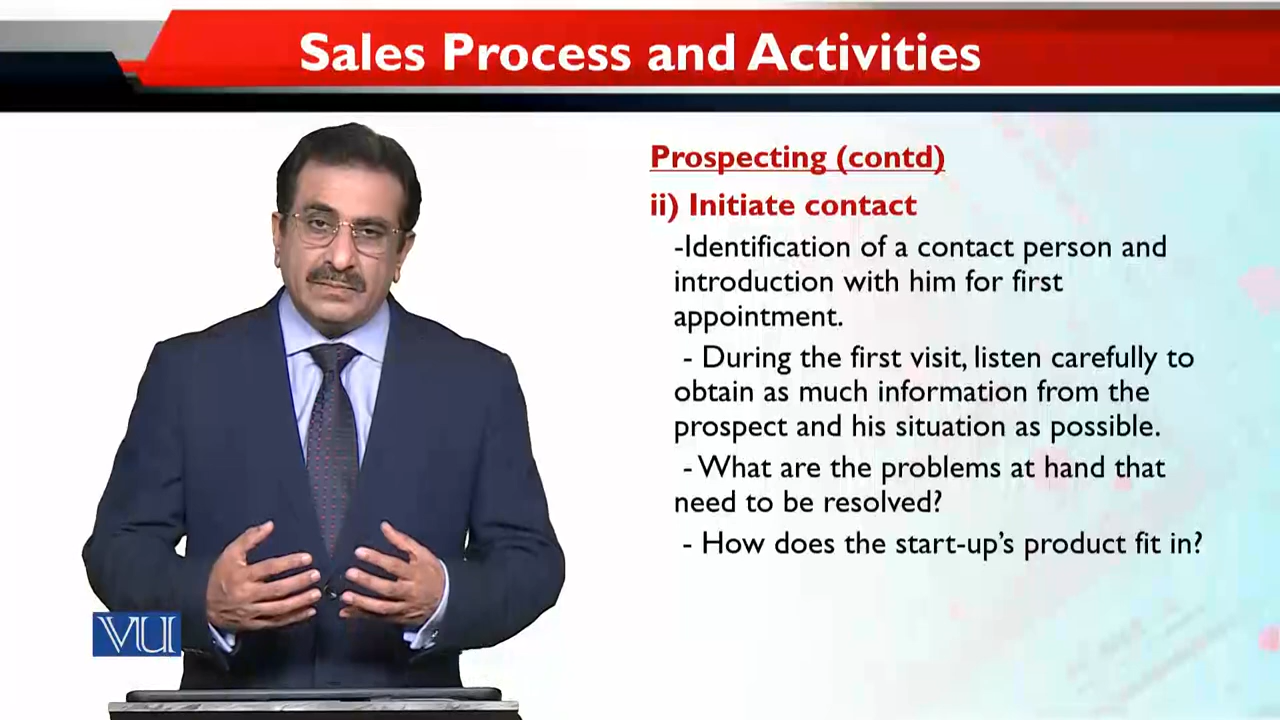 Sales Process and Activities
Prospecting (contd)
ii) Initiate contact
-Identification of a contact person and
introduction with him for first
appointment.
- During the first visit, listen carefully to
obtain as much information from the
prospect and his situation as possible.
- What are the problems at hand that
need to be resolved?
- How does the start-up's product fit in?
VU